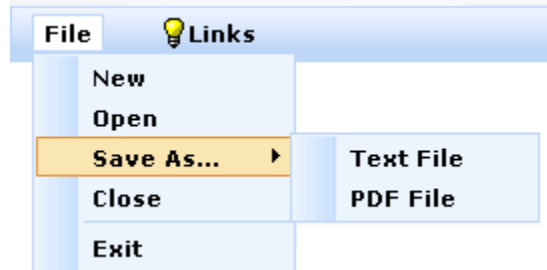 File Links
New
Open
Save As...
Text File
PDF File
Close
Exit